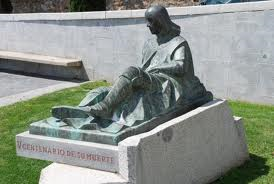 V CENTENARIO DE SU MUERTE